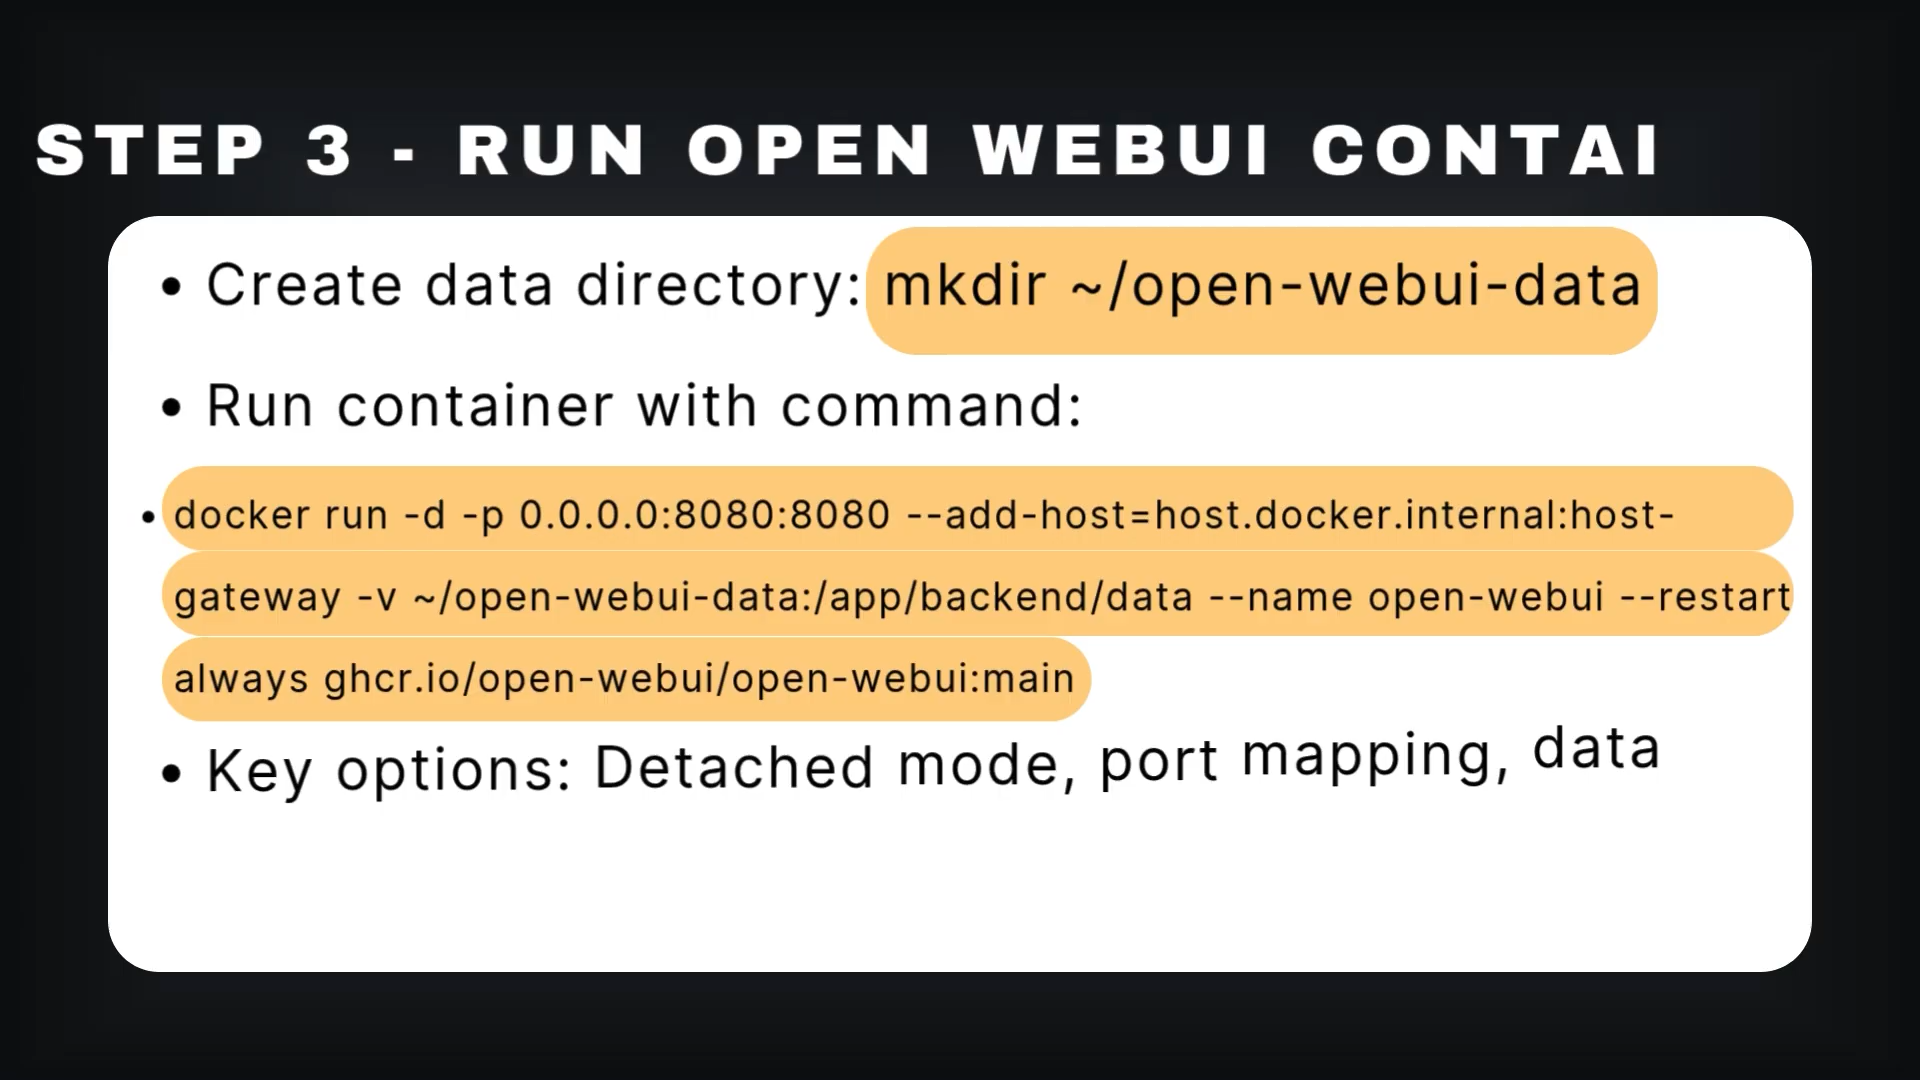 STEP 3 - RUN OPEN WEBUI CONTAI
• Create data directory: mkdir ~/open-webui-data
• Run container with command:
• docker run -d -p 0.0.0.0:8080:8080 --add-host=host.docker.internal:host-
gateway -v ~/open-webui-data:/app/backend/data --name open-webui --restart
always ghcr.io/open-webui/open-webui:main
• Key options: Detached mode, port mapping, data